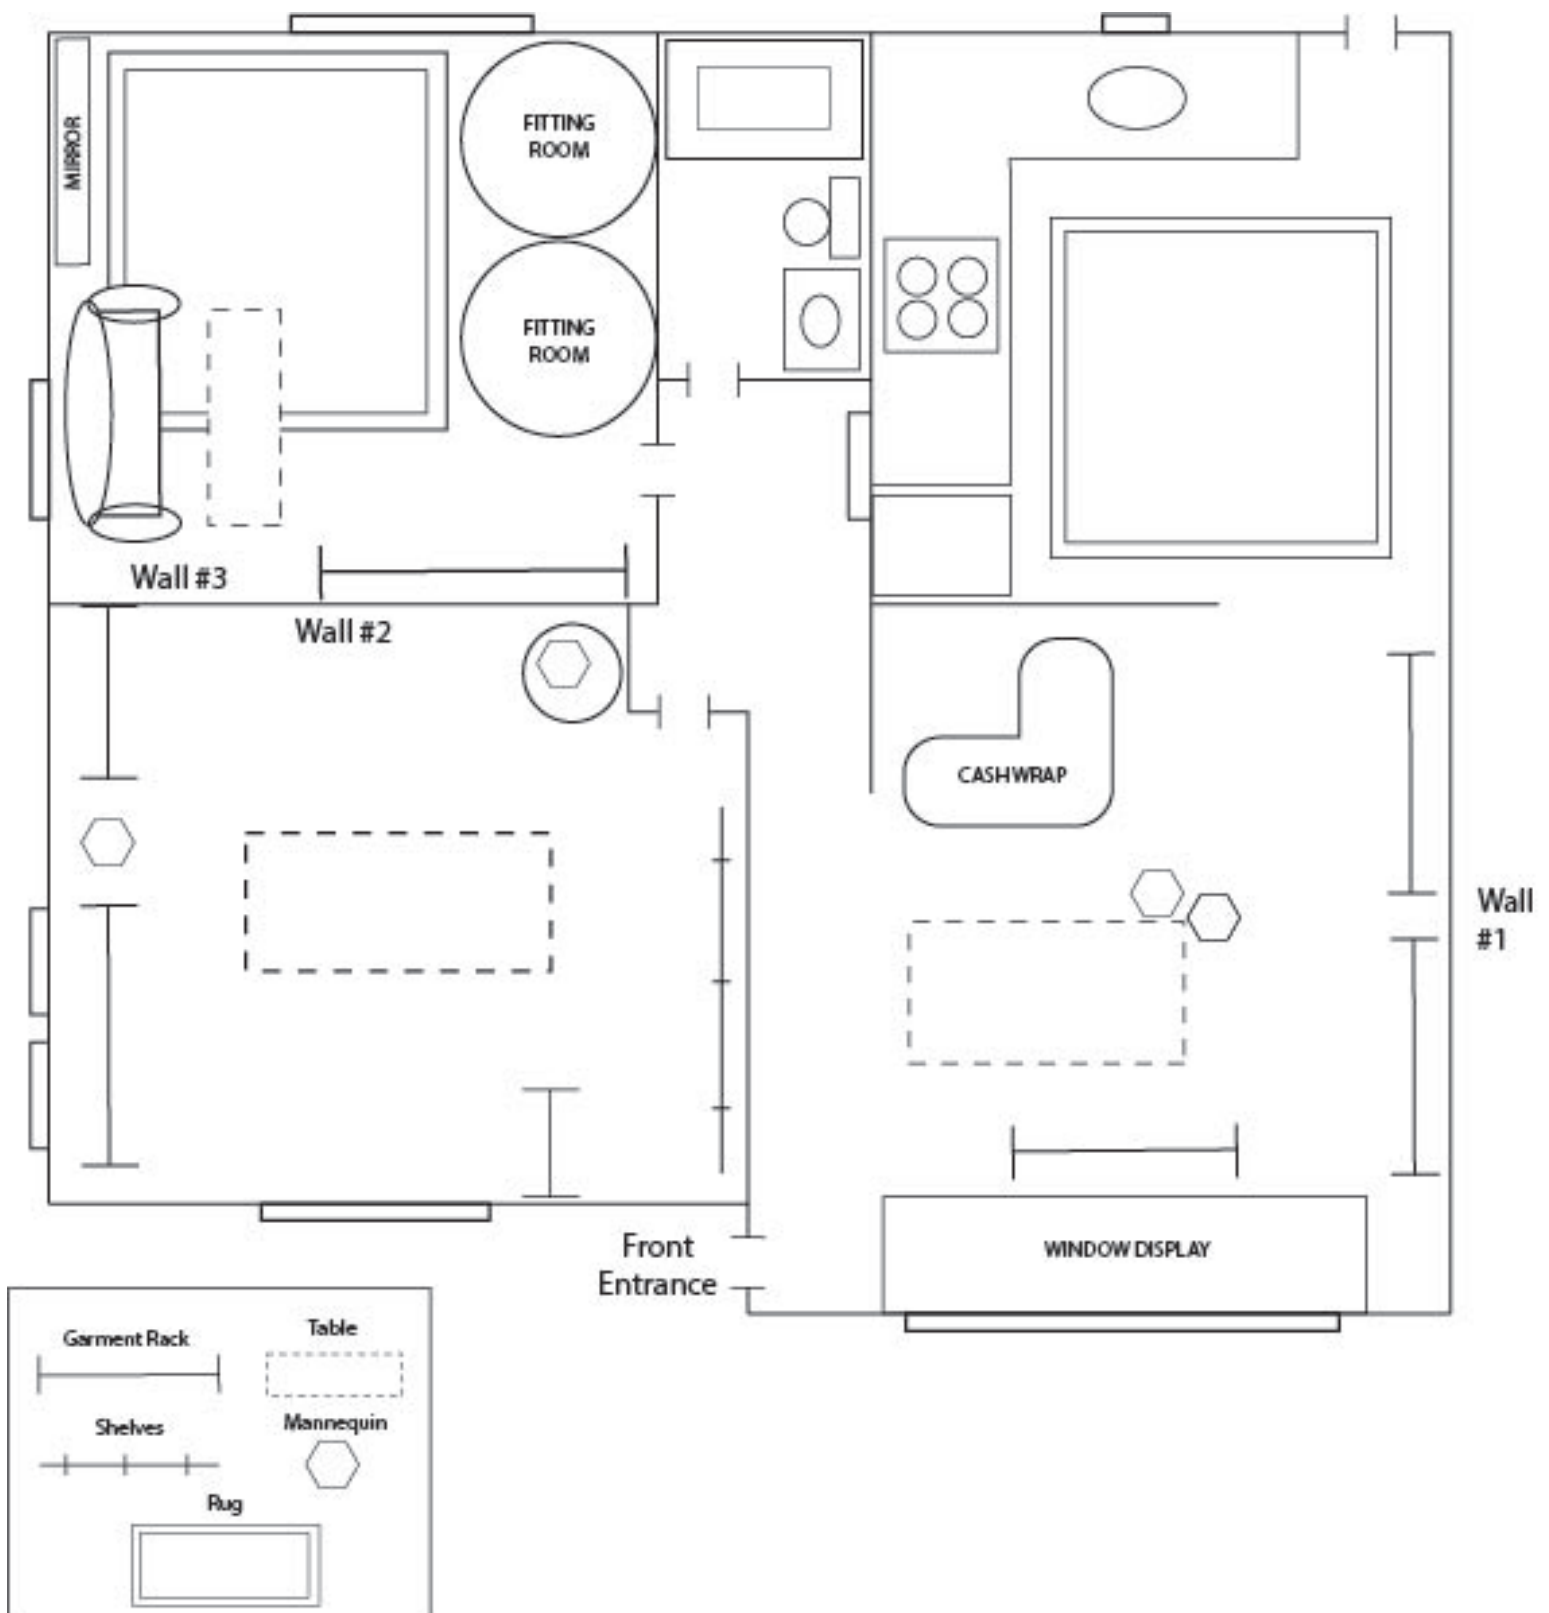 FITTING
ROOM
MIRROR
FITTING
ROOM
Wall #3
Wall #2
CASHWRAP
Wall
#1
Front
Entrance
WINDOW DISPLAY
Garment Rack
Table
Shelves
Mannequin
Rug